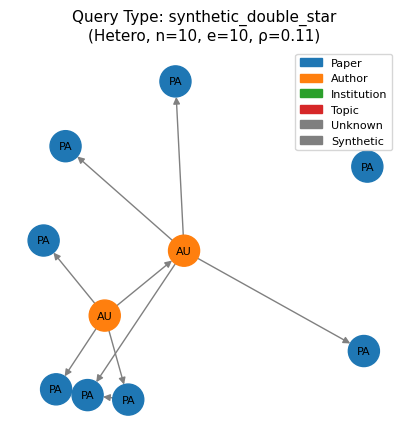 Query Type: synthetic_double_star
(Hetero, n=10, e=10, ρ=0.11)
Paper
Author
Institution
Topic
Unknown
Synthetic
PA
PA
PA
PA
AU
AU
PA
PA
PA
PA